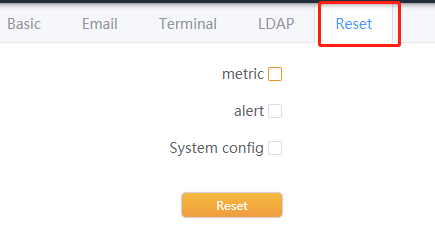 Basic Email Terminal LDAP Reset
metric
alert
System config
Reset